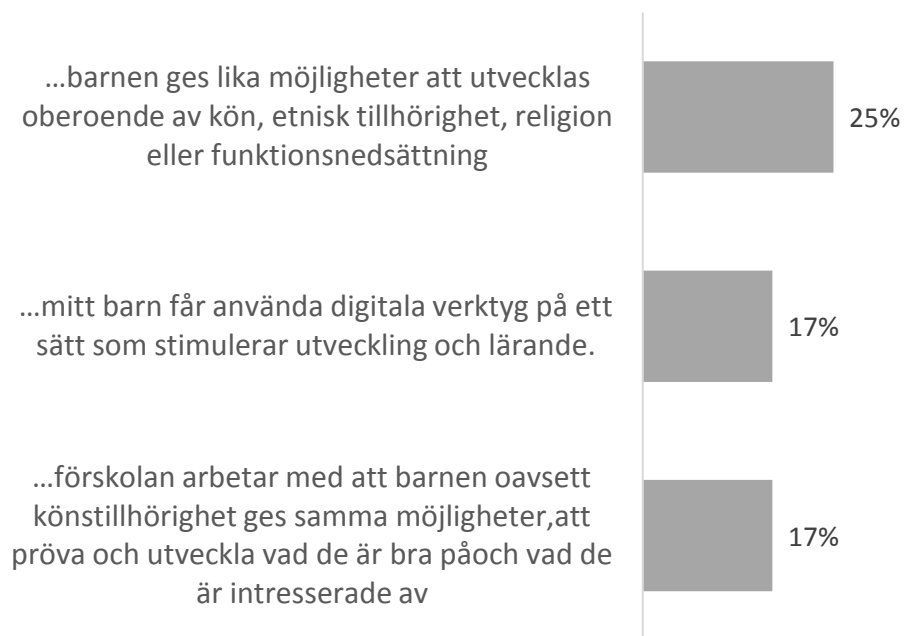 ...barnen ges lika möjligheter att utvecklas
oberoende av kön, etnisk tillhörighet, religion
eller funktionsnedsättning
25%
...mitt barn får använda digitala verktyg på ett
sätt som stimulerar utveckling och lärande.
17%
...förskolan arbetar med att barnen oavsett
könstillhörighet ges samma möjligheter,att
pröva och utveckla vad de är bra påoch vad de
är intresserade av
17%